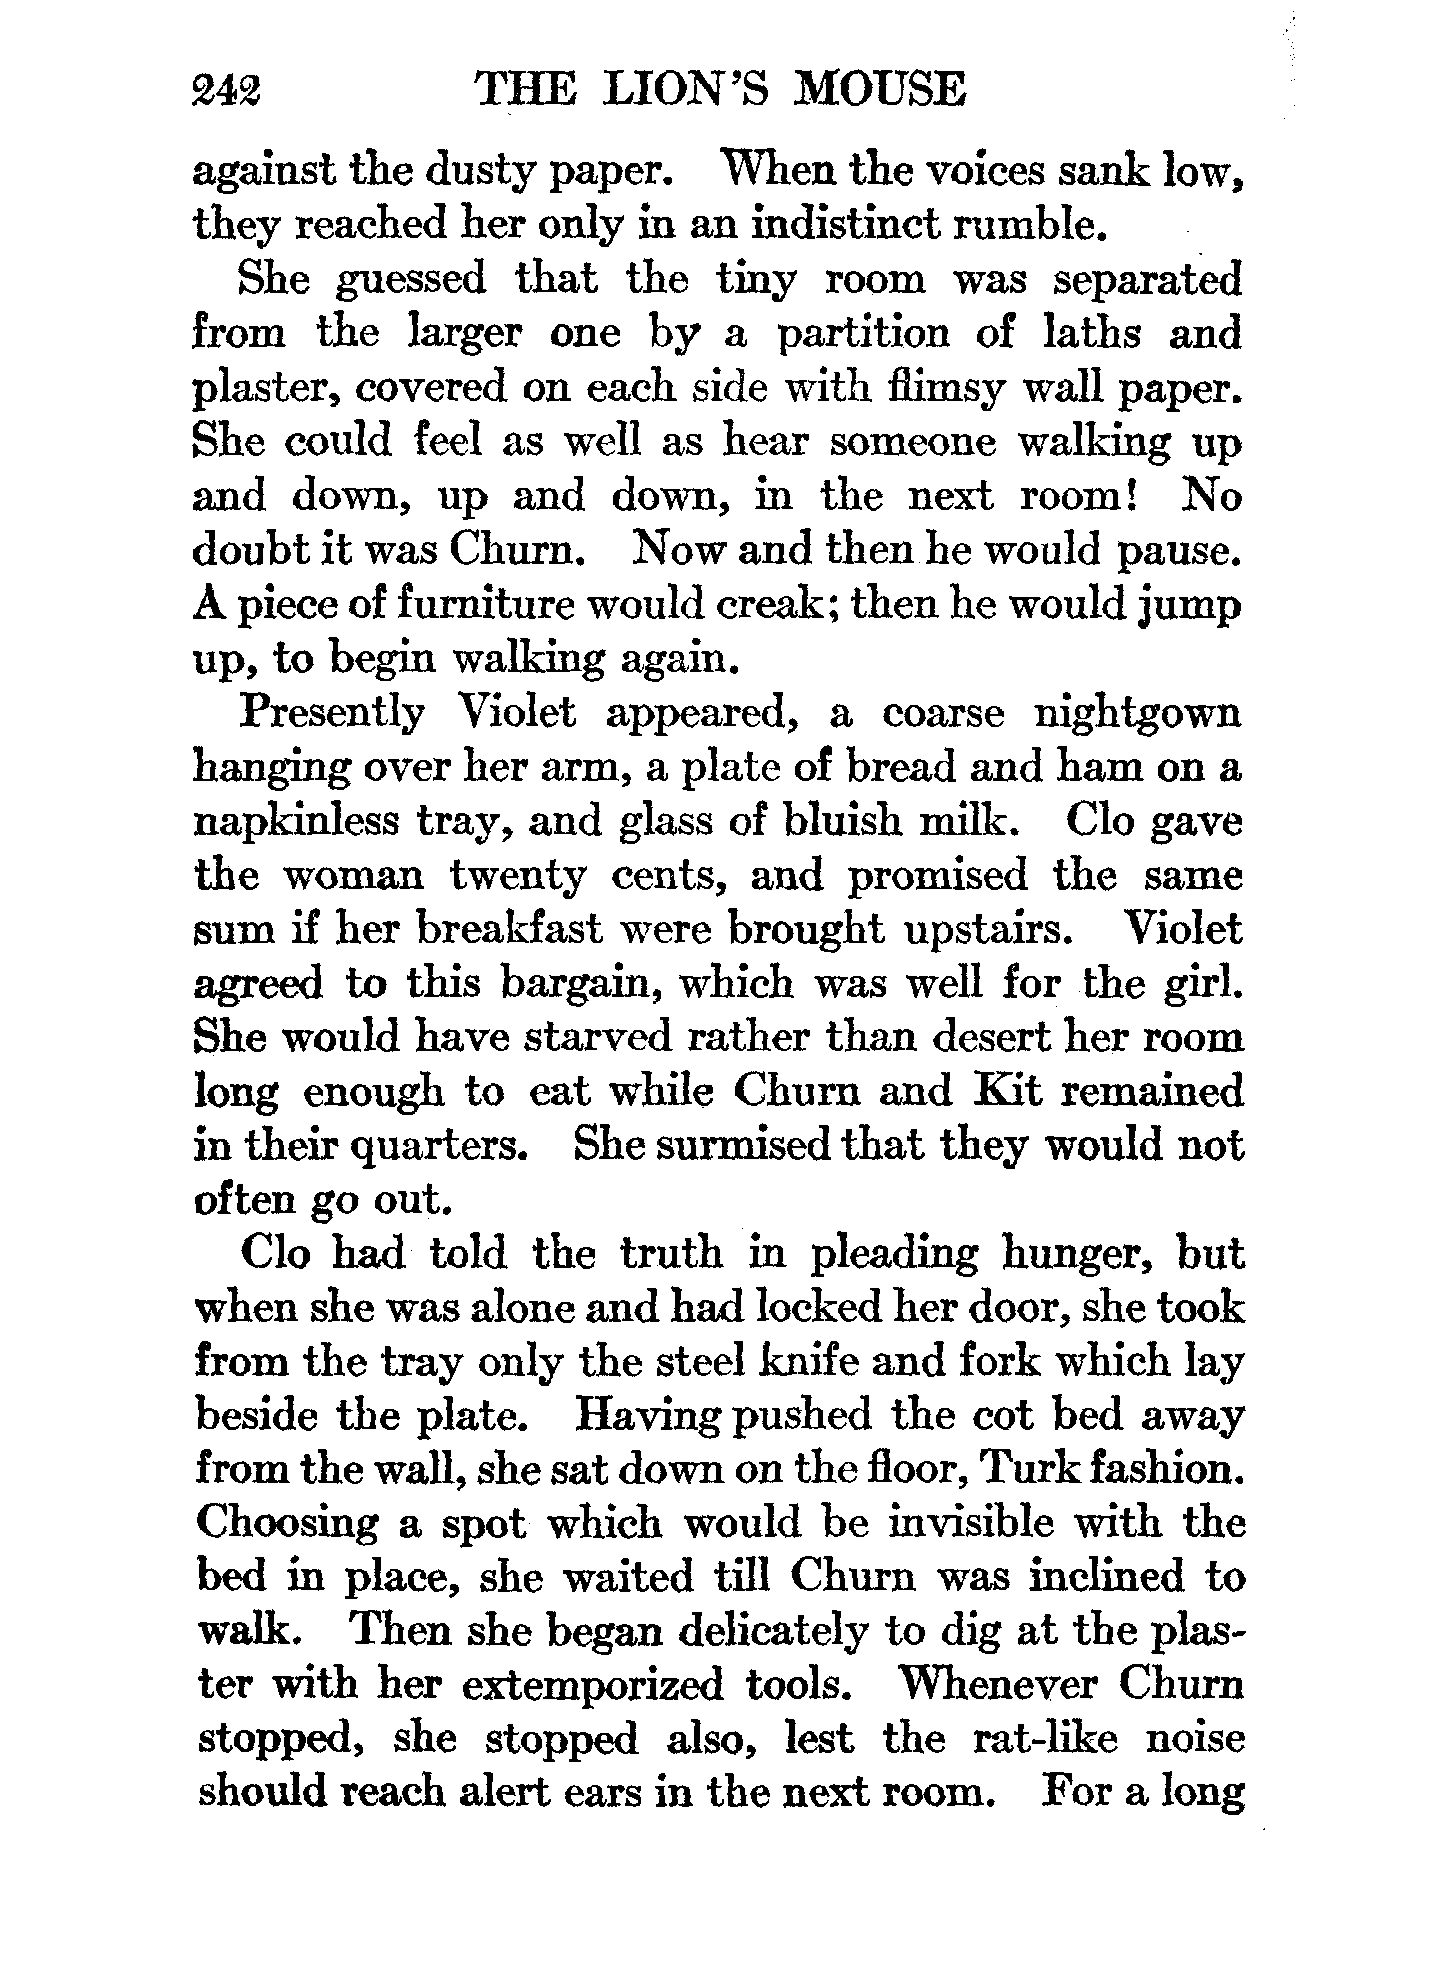 242 THE LION'S MOUSE
against the dusty paper. When the voices sank low,
they reached her only in an indistinct rumble.
She guessed that the tiny room was separated
from the larger one by a partition of laths and
plaster, covered on each side with flimsy wall paper.
She could feel as well as hear someone walking up
and down, up and down, in the next room! No
doubt it was Churn. Now and then he would pause.
A piece of furniture would creak; then he would jump
up, to begin walking again.
Presently Violet appeared, a coarse nightgown
hanging over her arm, a plate of bread and ham on a
napkinless tray, and glass of bluish milk. Clo gave
the woman twenty cents, and promised the same
sum if her breakfast were brought upstairs. Violet
agreed to this bargain, which was well for the girl.
She would have starved rather than desert her room
long enough to eat while Churn and Kit remained
in their quarters. She surmised that they would not
often go out.
Clo had told the truth in pleading hunger, but
when she was alone and had locked her door, she took
from the tray only the steel knife and fork which lay
beside the plate. Having pushed the cot bed away
from the wall, she sat down on the floor, Turk fashion.
Choosing a spot which would be invisible with the
bed in place, she waited till Churn was inclined to
walk. Then she began delicately to dig at the plas-
ter with her extemporized tools. Whenever Churn
stopped, she stopped also, lest the rat-like noise
should reach alert ears in the next room. For a long